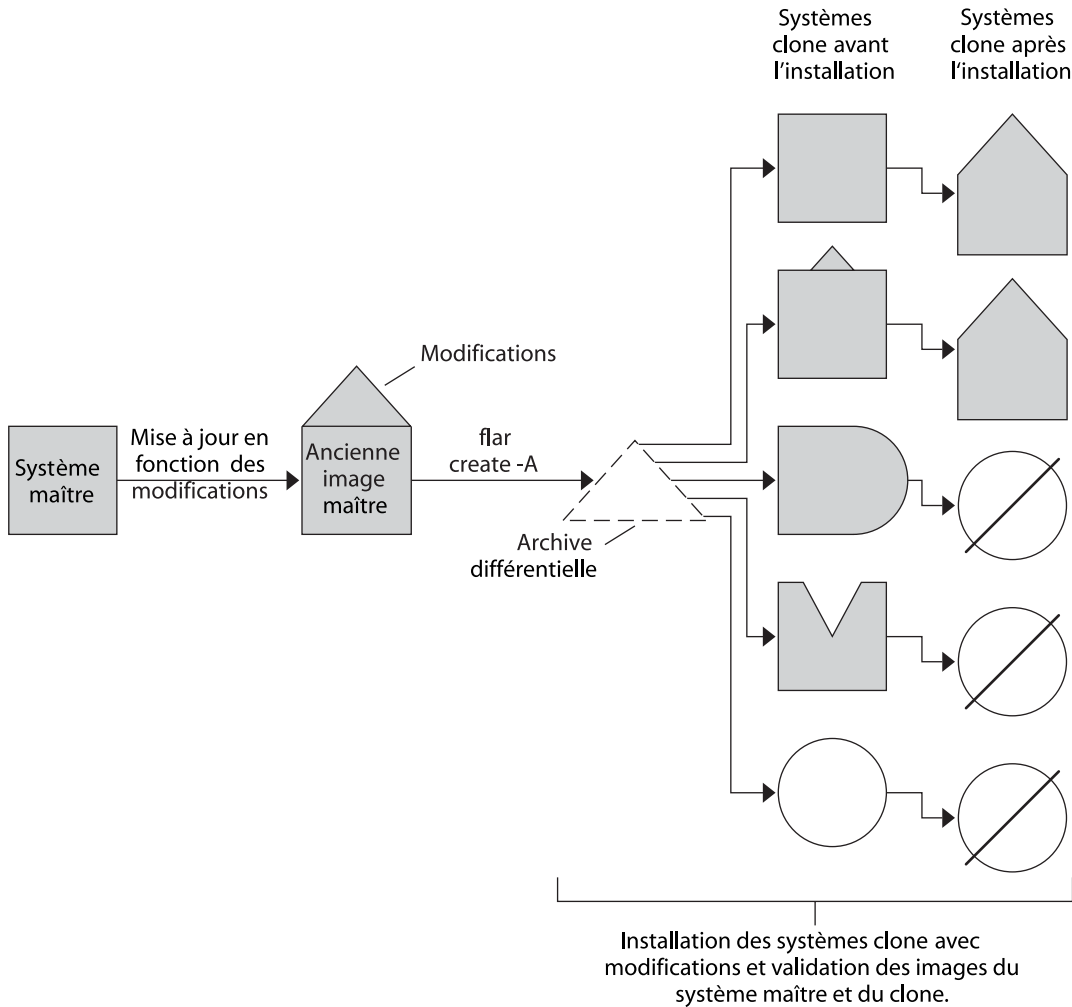 Systèmes
clone avant
l'installation
Systèmes
clone après
l'installation
Modifications
Système
maître
Mise à jour en
fonction des
modifications
Ancienne
image
maître
flar
create -A
Archive
différentielle
Installation des systèmes clone avec
modifications et validation des images du
système maître et du clone.